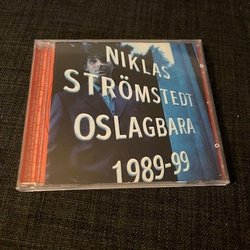 NIKLAS
STRÖMSTEDT
OSLAGBARA
1989-99